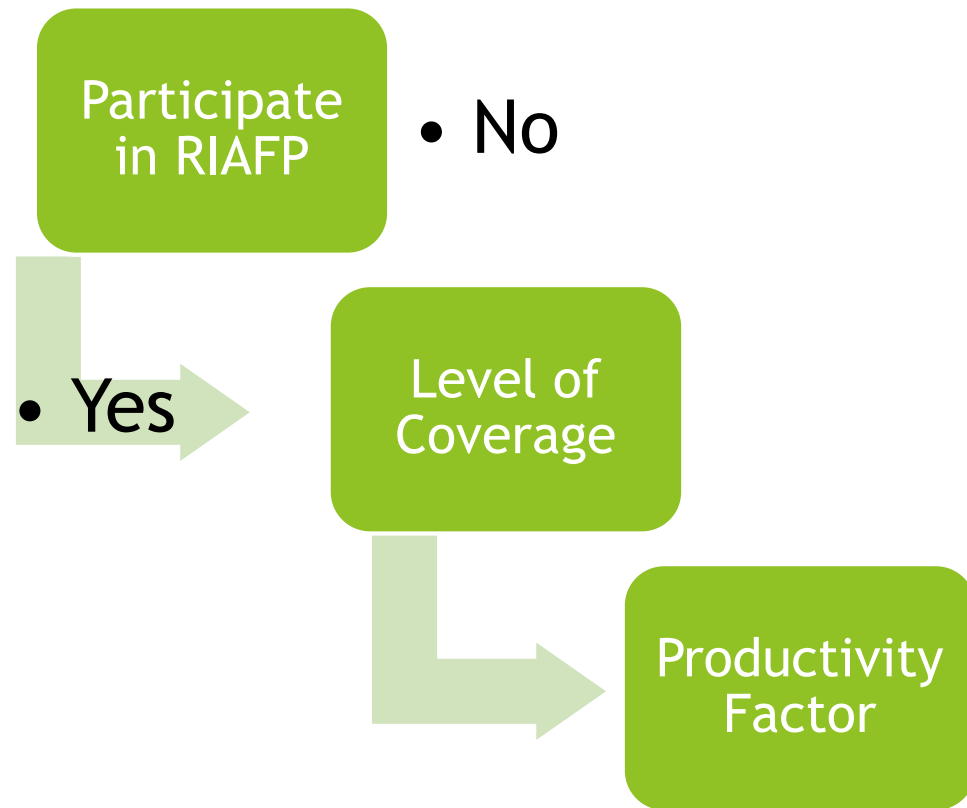 Participate
in RIAFP
• No
• Yes
Level of
Coverage
Productivity
Factor